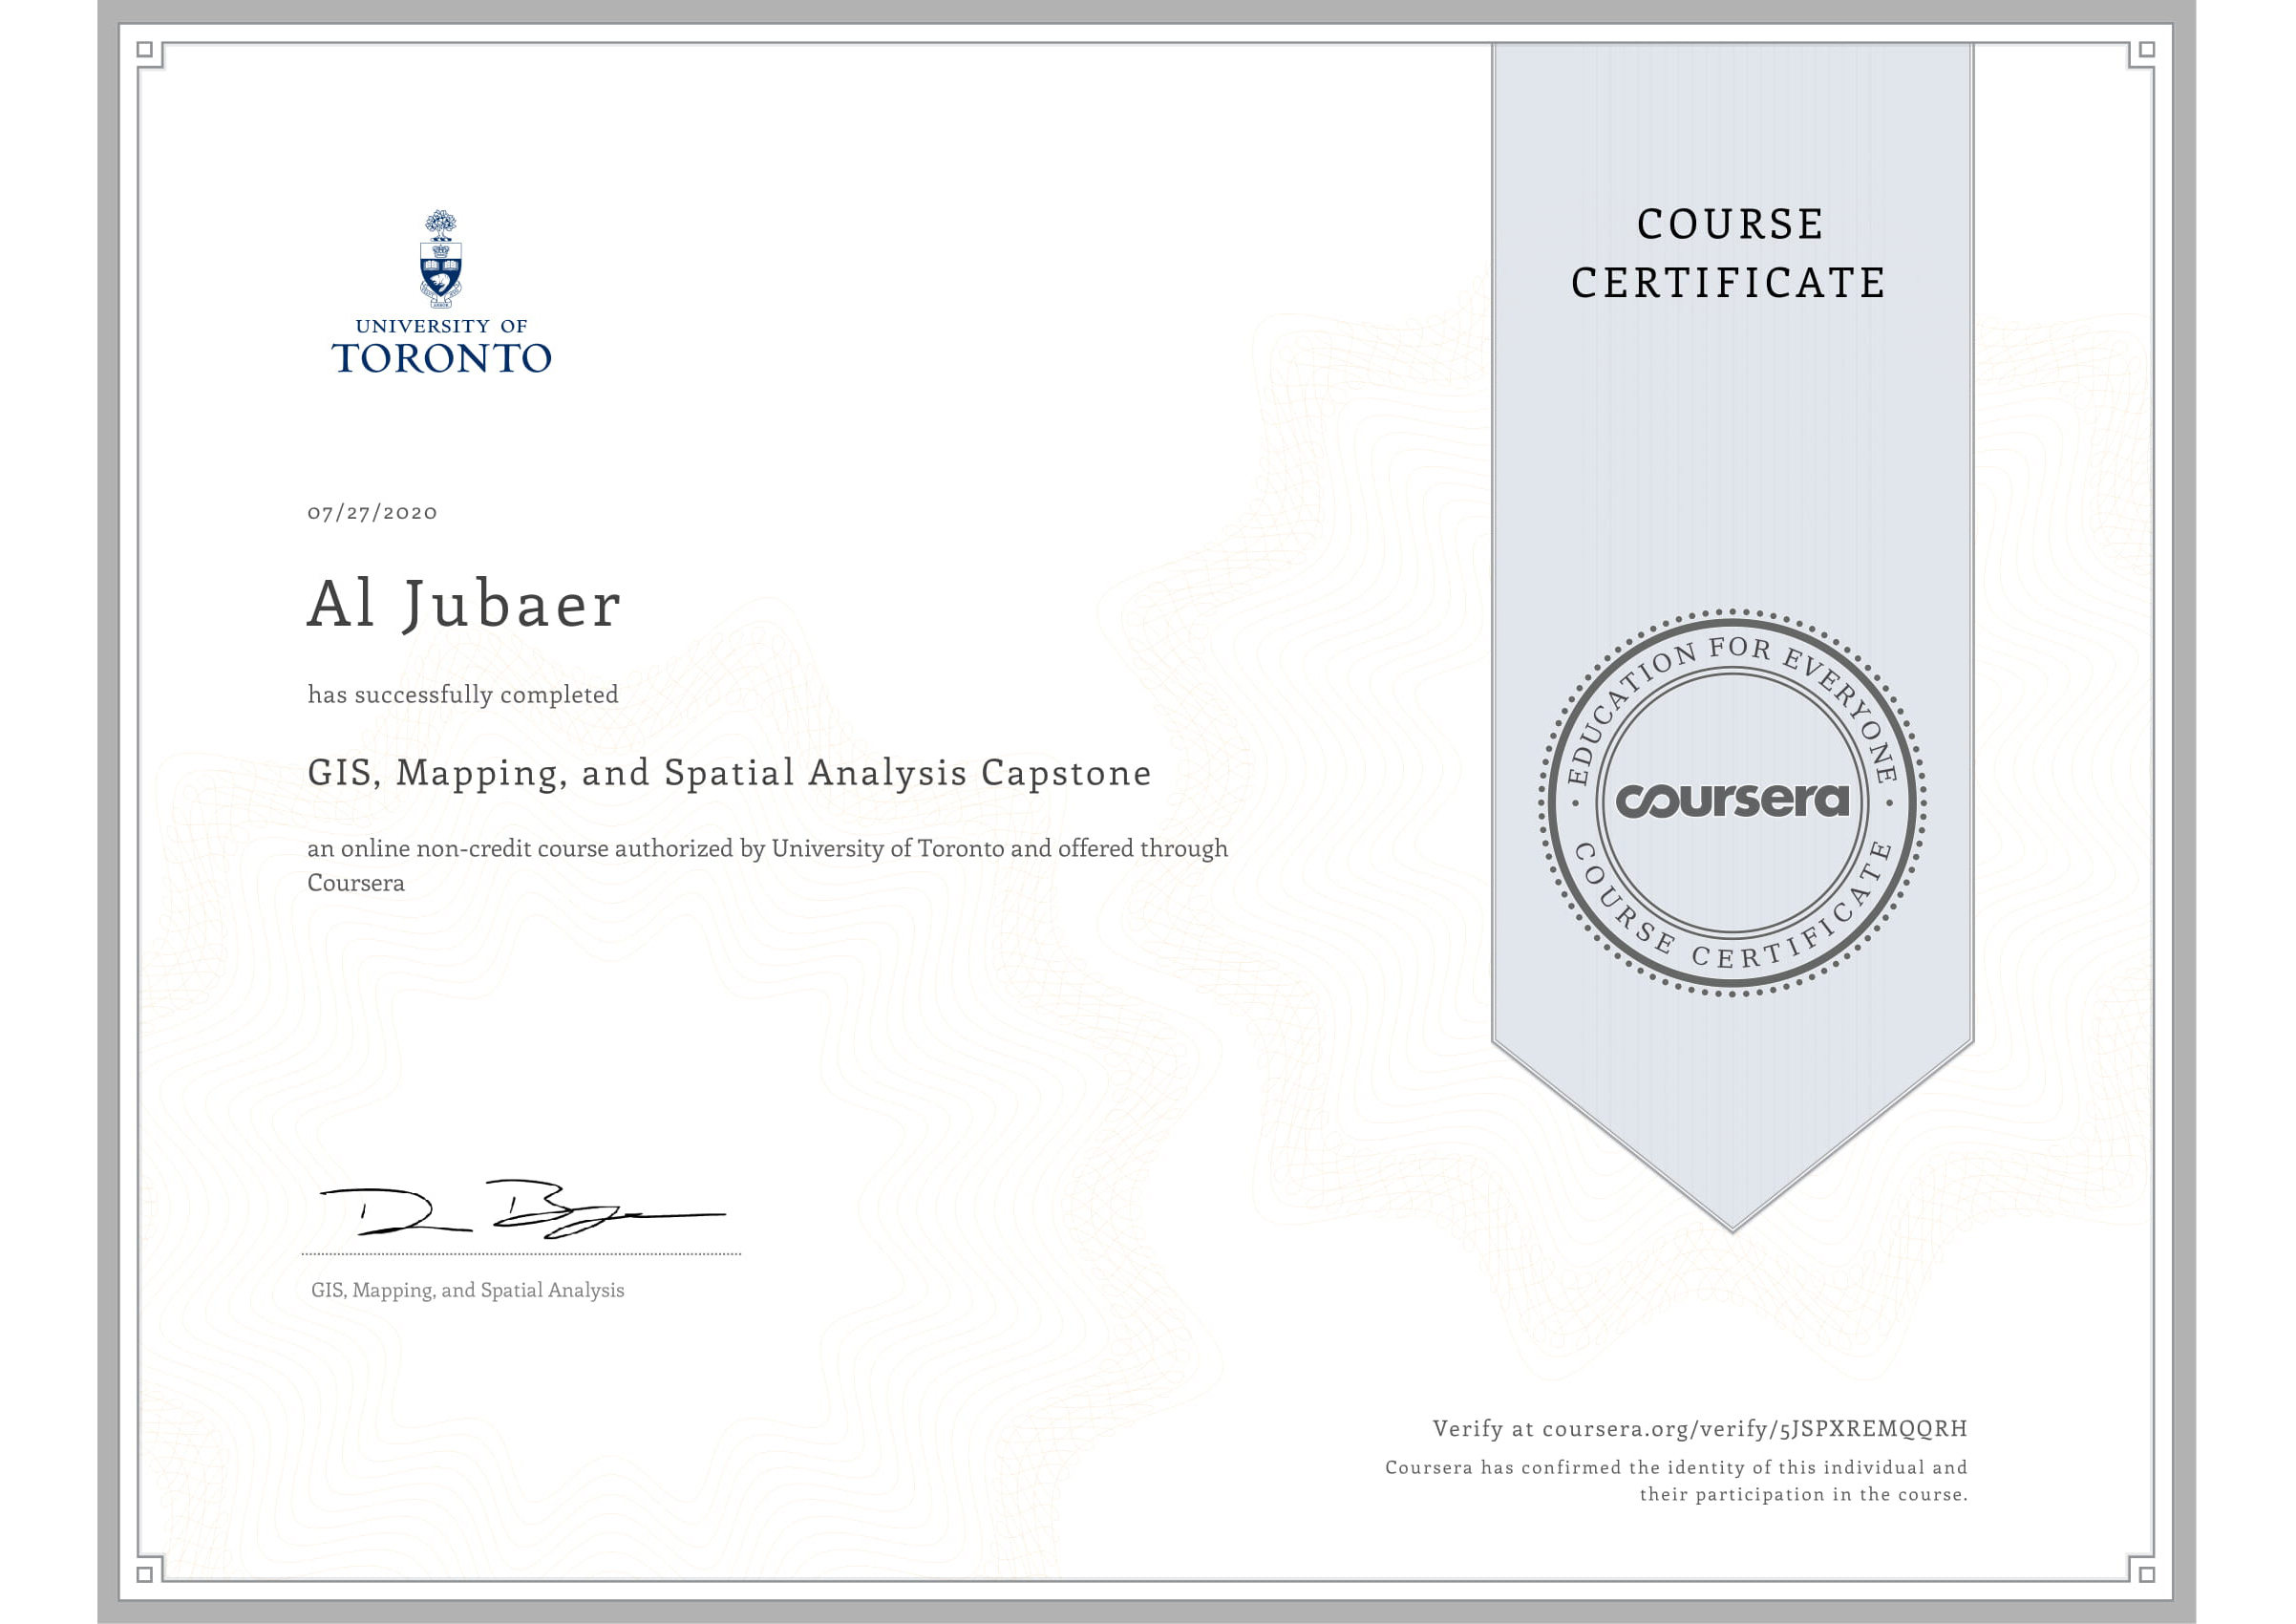 UNIVERSITY OF
TORONTO
07/27/2020
Al Jubaer
has successfully completed
GIS, Mapping, and Spatial Analysis Capstone
an online non-credit course authorized by University of Toronto and offered through
Coursera
GIS, Mapping, and Spatial Analysis
COURSE
CERTIFICATE
EDUCATION FOR EVERYONE
coursera
COURSE CERTIFICATE
Verify at coursera.org/verify/5JSPXREMQQRH
Coursera has confirmed the identity of this individual and
their participation in the course.